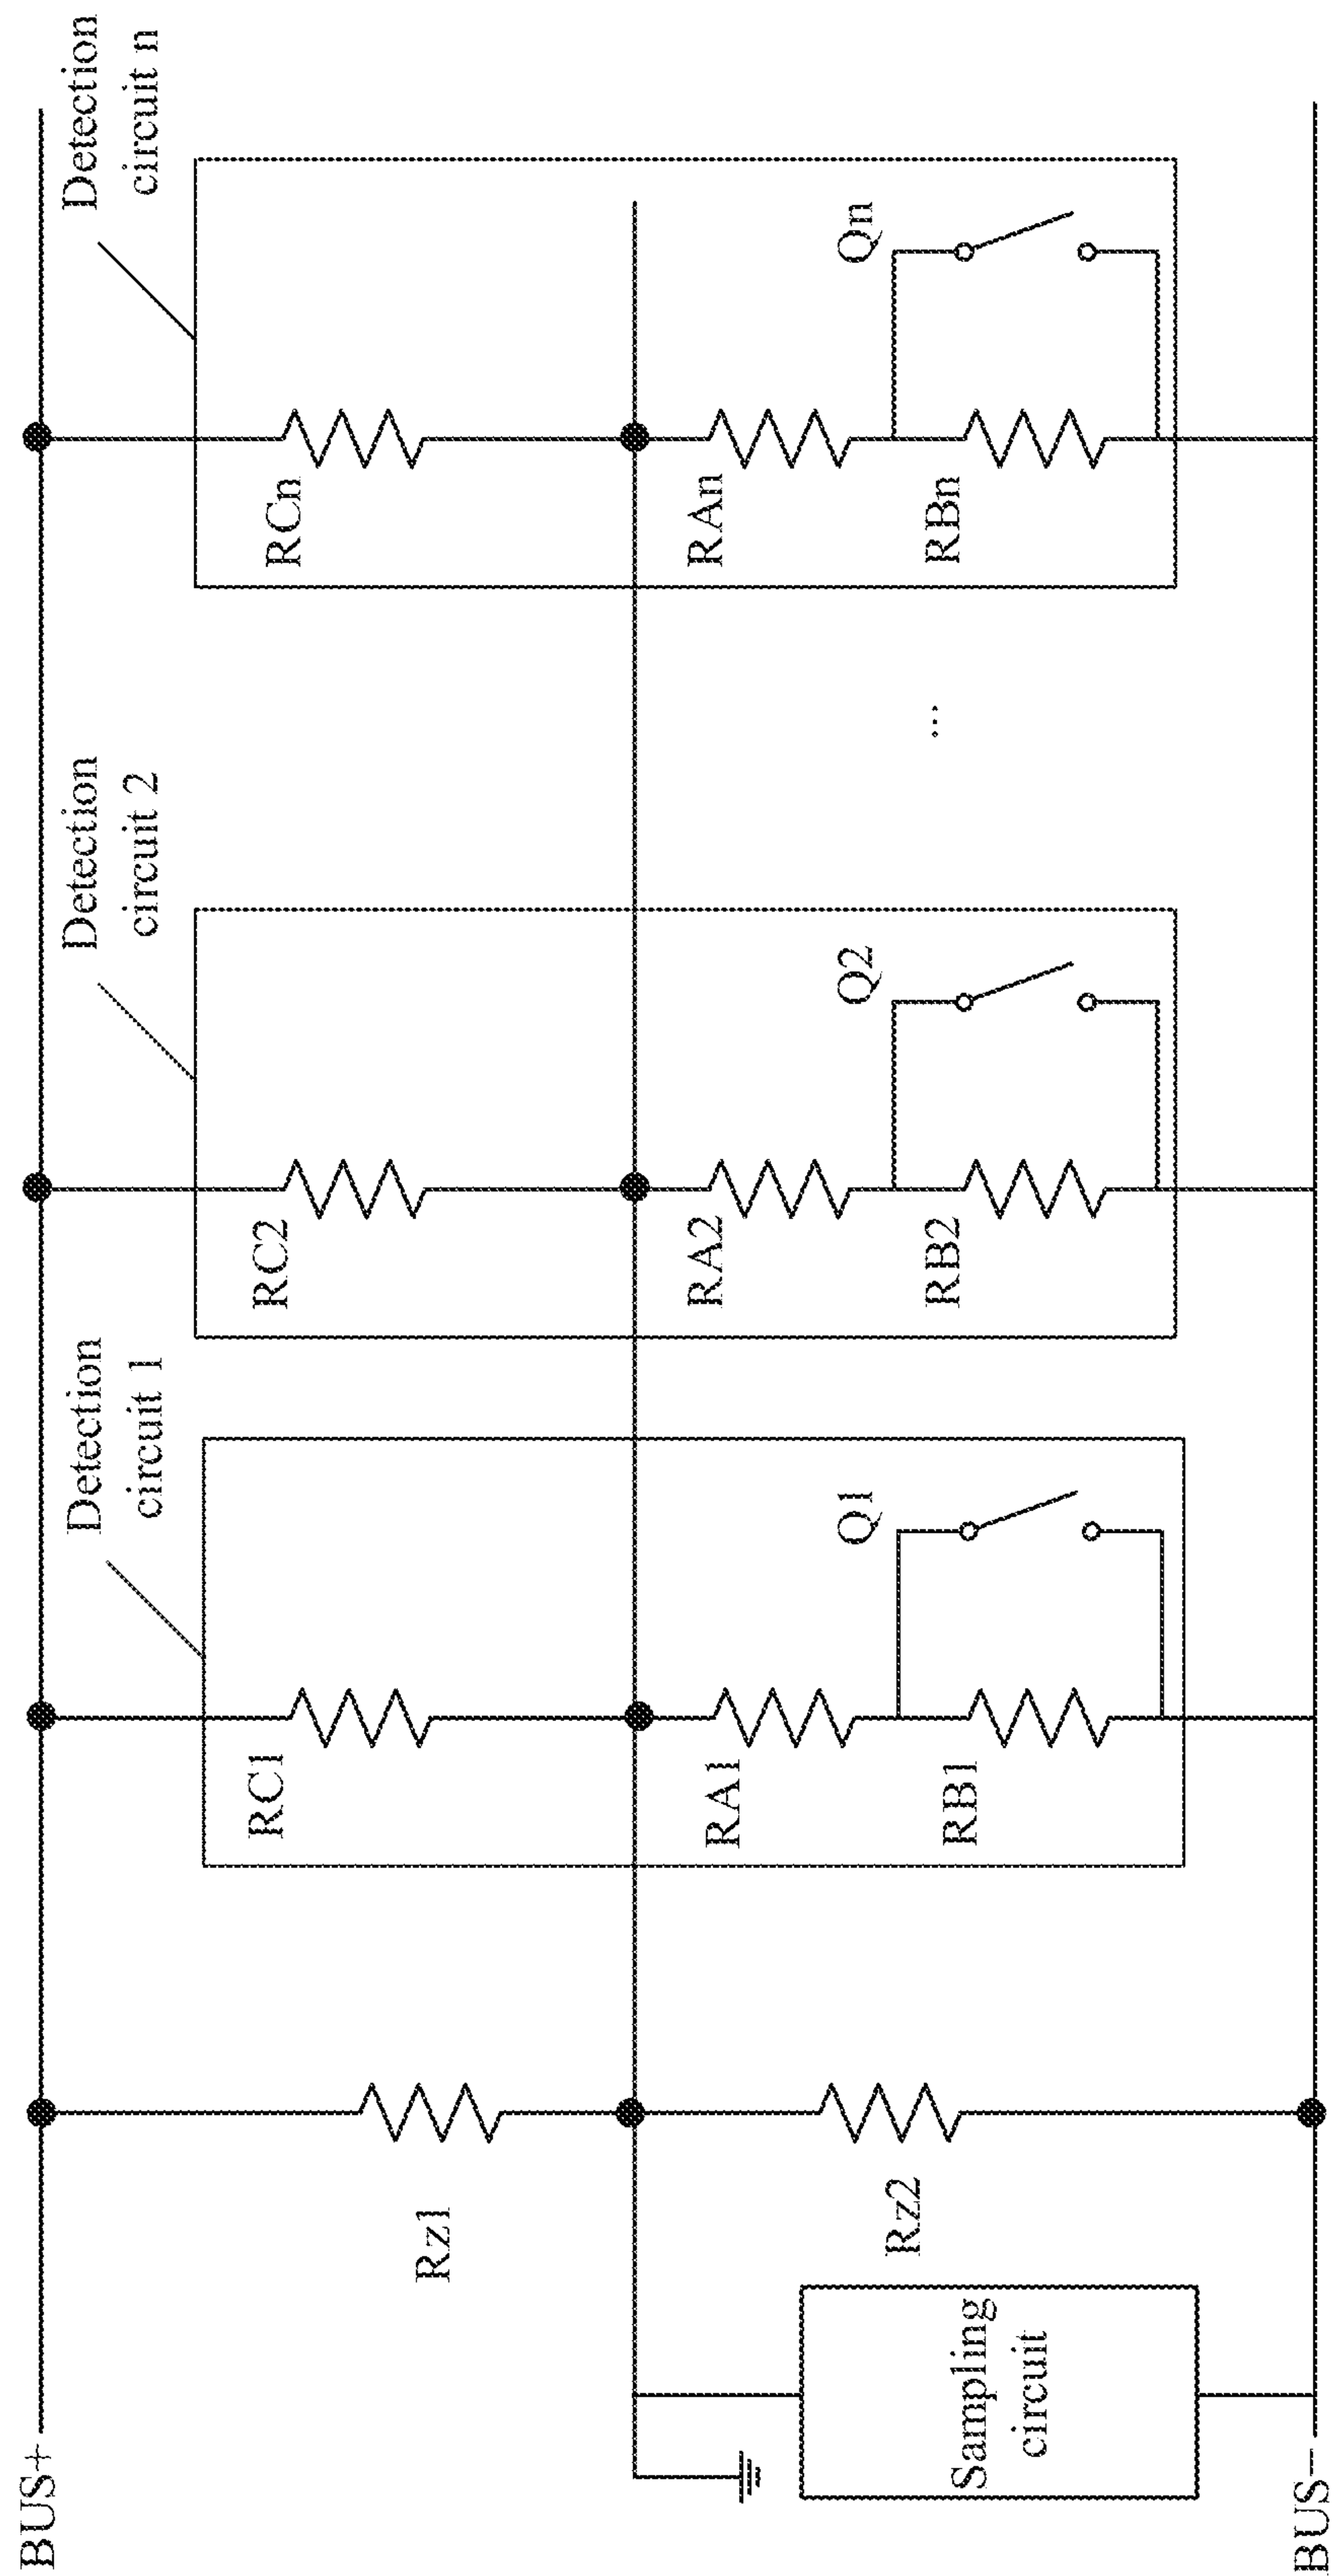 Detection
circuit 1
Detection
circuit 2
Detection
circuit n
BUS+
Rz1
RC1
RC2
RCn
Rz2
RA1
RA2
RAn
Q1
Q2
Qn
RB1
RB2
RBn
...
Sampling
circuit
BUS−